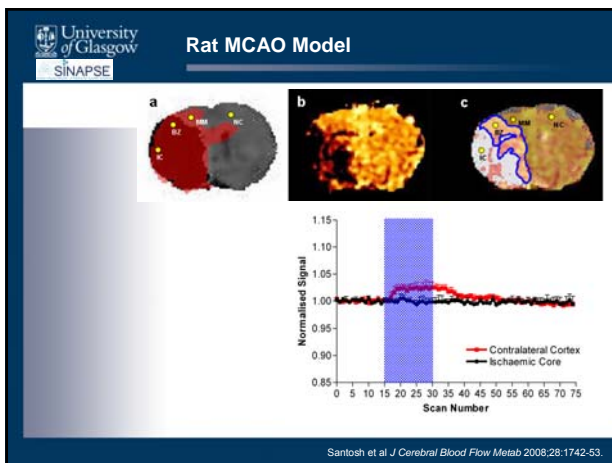 University
of Glasgow
SINAPSE
Rat MCAO Model
a
b
c
MM
NC
BZ
IC
MM
NC
BZ
IC
1.15
1.10
1.05
1.00
0.95
0.90
0.85
Normalised Signal
Contralateral Cortex
Ischaemic Core
0 5 10 15 20 25 30 35 40 45 50 55 60 65 70 75
Scan Number
Santosh et al J Cerebral Blood Flow Metab 2008;28:1742-53.